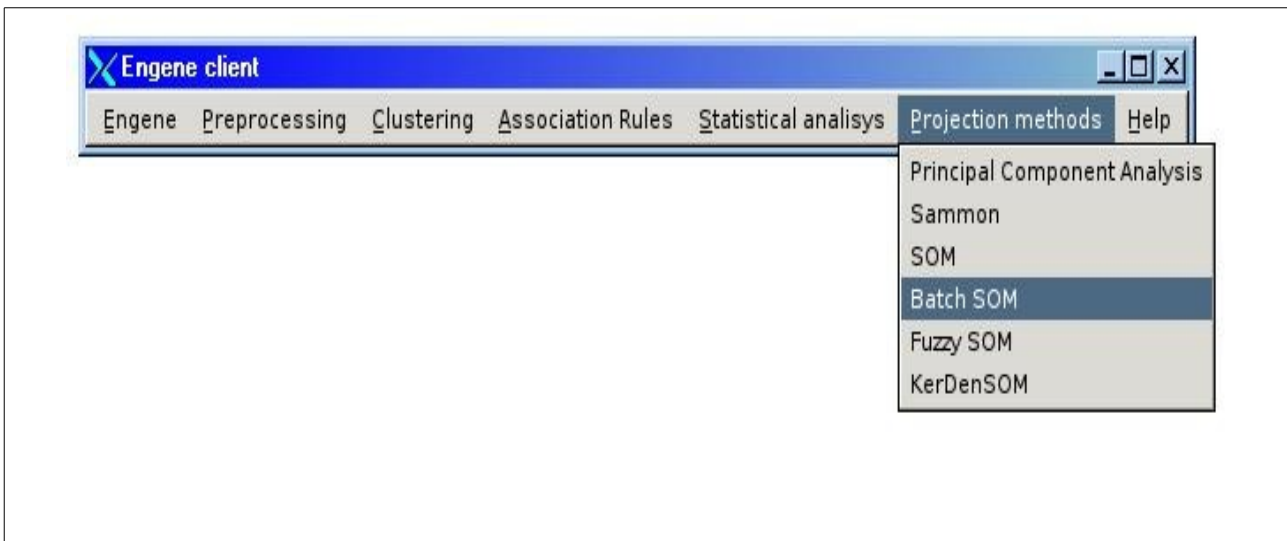 Engene client
Engene Preprocessing Clustering Association Rules Statistical analisys Projection methods Help
Principal Component Analysis
Sammon
SOM
Batch SOM
Fuzzy SOM
KerDenSOM